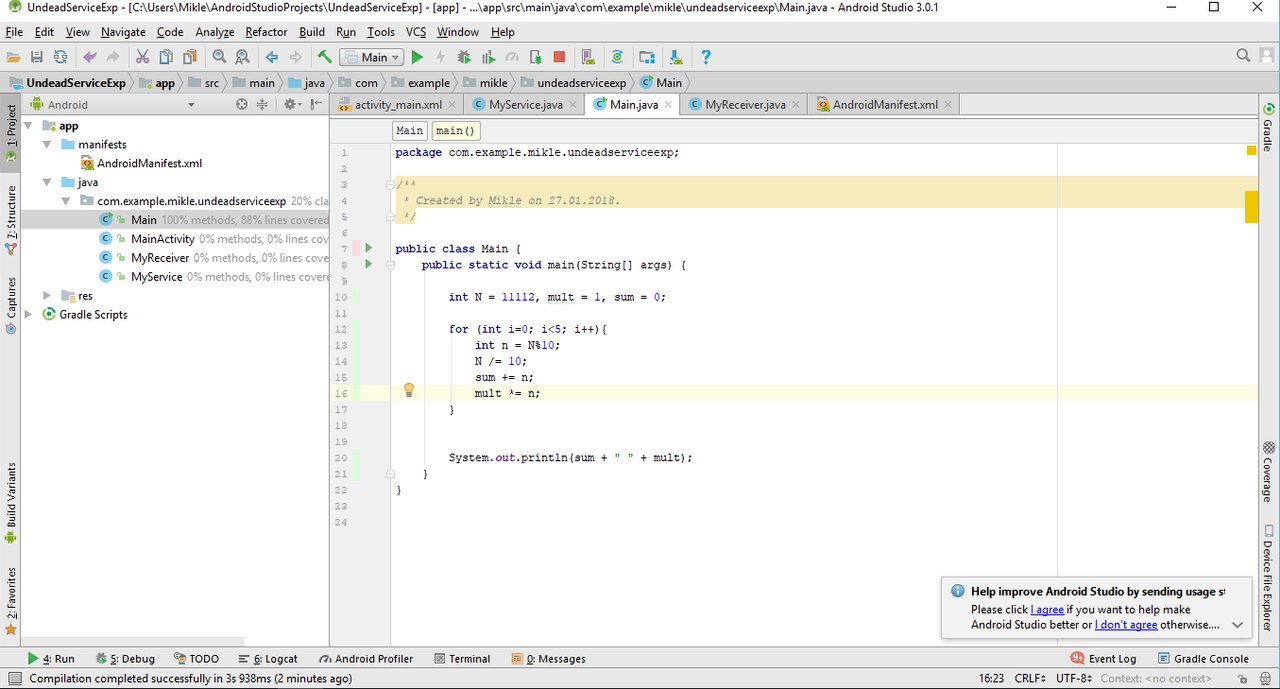 UndeadServiceExp - [C:\Users\Mikle\AndroidStudioProjects\UndeadServiceExp] - [app] - ...\app\src\main\java\com\example\mikle\undeadserviceexp\Main.java - Android Studio 3.0.1
File Edit View Navigate Code Analyze Refactor Build Run Tools VCS Window Help
Main
UndeadServiceExp app src main java com example mikle undeadserviceexp Main
Android
activity_main.xml MyService.java Main.java MyReceiver.java AndroidManifest.xml
1: Project
Z: Structure
Captures
Build Variants
2: Favorites
app
manifests
AndroidManifest.xml
java
com.example.mikle.undeadserviceexp 20% cla
Main 100% methods, 88% lines covered
MainActivity 0% methods, 0% lines cov
MyReceiver 0% methods, 0% lines cov
MyService 0% methods, 0% lines cove
res
Gradle Scripts
Main main()
1 package com.example.mikle.undeadserviceexp;
2
3 /**
4 * Created by Mikle on 27.01.2018.
5 */
6
7 public class Main {
8 public static void main(String[] args) {
9
10 int N = 11112, mult = 1, sum = 0;
11
12 for (int i=0; i<5; i++){
13 int n = N%10;
14 N /= 10;
15 sum += n;
16 mult *= n;
17 }
18
19
20 System.out.println(sum + " " + mult);
21 }
22 }
23
24
Gradle
Coverage
Device File Explorer
Help improve Android Studio by sending usage st
Please click I agree if you want to help make
Android Studio better or I don't agree otherwise....
4: Run 5: Debug TODO 6: Logcat Android Profiler Terminal 0: Messages 9+ Event Log Gradle Console
Compilation completed successfully in 3s 938ms (2 minutes ago) 16:23 CRLF UTF-8 Context: <no context>